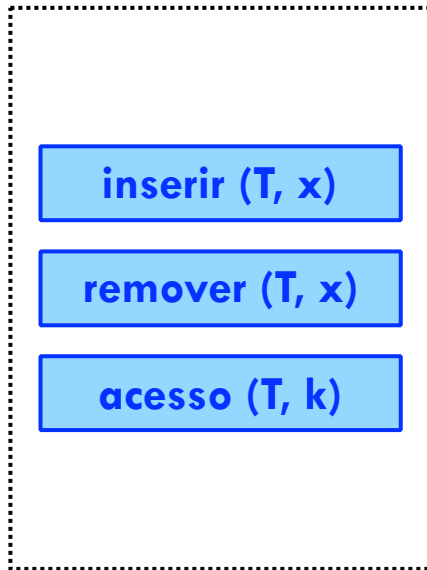 inserir (T, x)
remover (T, x)
acesso (T, k)